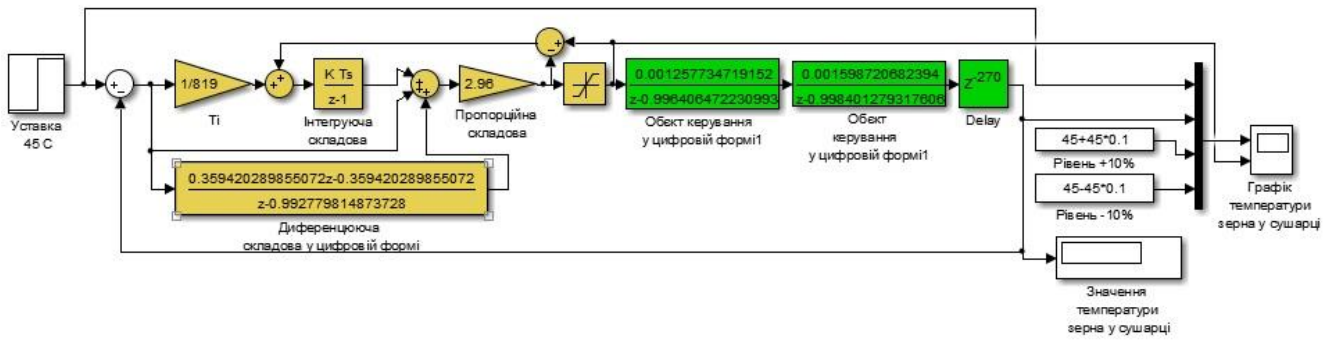 Уставка
45 С
+
-
1/819
Ti
+
+
K Ts
z-1
Інтегруюча
складова
+
+
+
2.96
Пропорційна
складова
-
+
0.001257734719152
z-0.996406472230993
Обєкт керування
у цифровій формі1
0.001598720682394
z-0.998401279317606
Обєкт
керування
у цифровій формі1
z-270
Delay
0.359420289855072z-0.359420289855072
z-0.992779814873728
Диференцююча
складова у цифровій формі
45+45*0.1
Рівень +10%
45-45*0.1
Рівень -10%
Графік
температури
зерна у сушарці
Значення
температури
зерна у сушарці